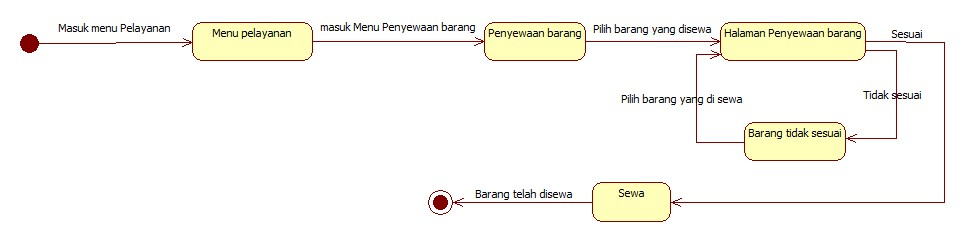 Masuk menu Pelayanan
Menu pelayanan
masuk Menu Penyewaan barang
Penyewaan barang
Pilih barang yang disewa
Halaman Penyewaan barang
Sesuai
Pilih barang yang di sewa
Tidak sesuai
Barang tidak sesuai
Barang telah disewa
Sewa